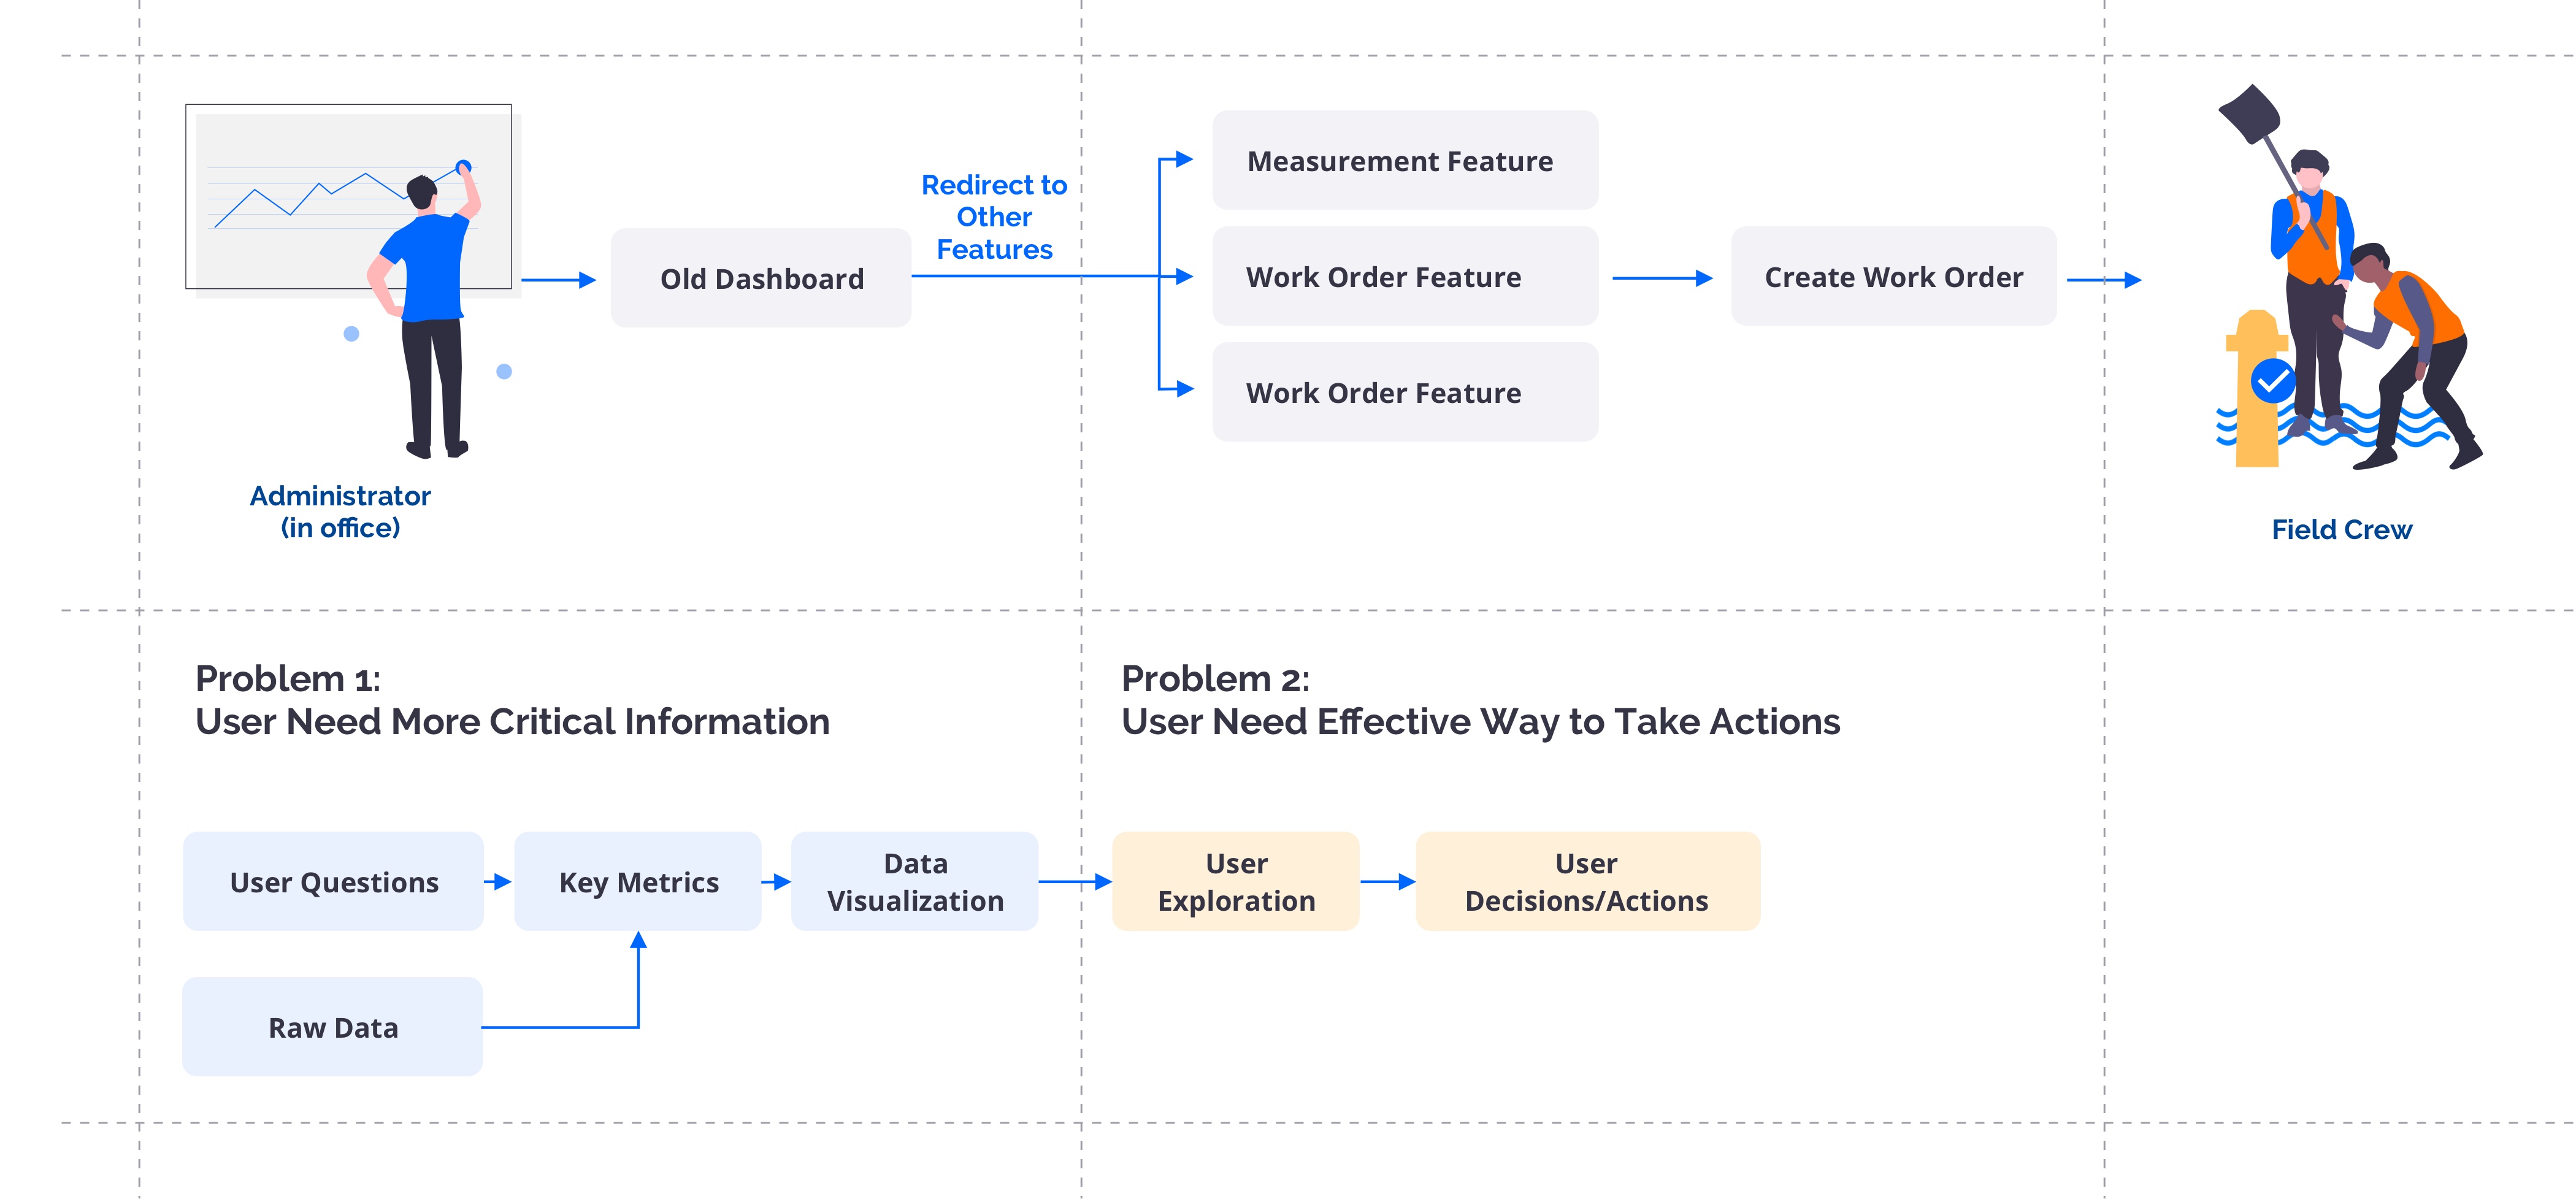 Redirect to
Other
Features
Old Dashboard
Measurement Feature
Work Order Feature
Work Order Feature
Create Work Order
Administrator
(in office)
Field Crew
Problem 1:
User Need More Critical Information
Problem 2:
User Need Effective Way to Take Actions
User Questions
Key Metrics
Data
Visualization
User
Exploration
User
Decisions/Actions
Raw Data